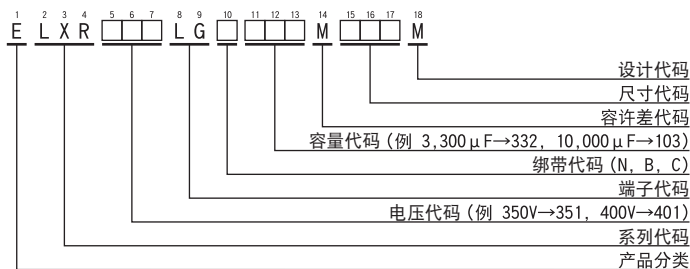 1 2 3 4 5 6 7 8 9 10 11 12 13 14 15 16 17 18
E L X R □□□ L G □ □□□ M □□□ M
设计代码
尺寸代码
容许差代码
容量代码 (例 3,300μF→332, 10,000μF→103)
绑带代码 (N, B, C)
端子代码
电压代码 (例 350V→351, 400V→401)
系列代码
产品分类